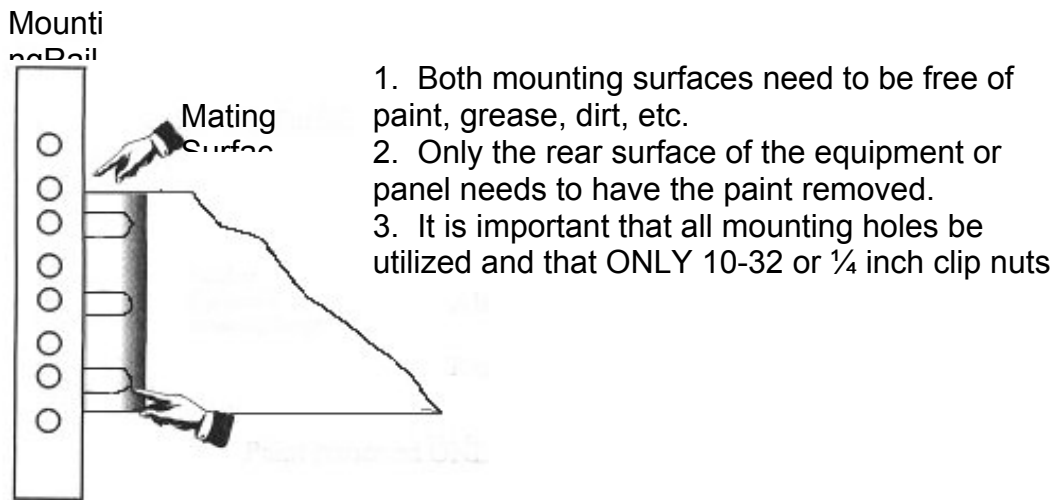 Mounti
ngRail
Mating
Surfac
1. Both mounting surfaces need to be free of
paint, grease, dirt, etc.
2. Only the rear surface of the equipment or
panel needs to have the paint removed.
3. It is important that all mounting holes be
utilized and that ONLY 10-32 or ¼ inch clip nuts